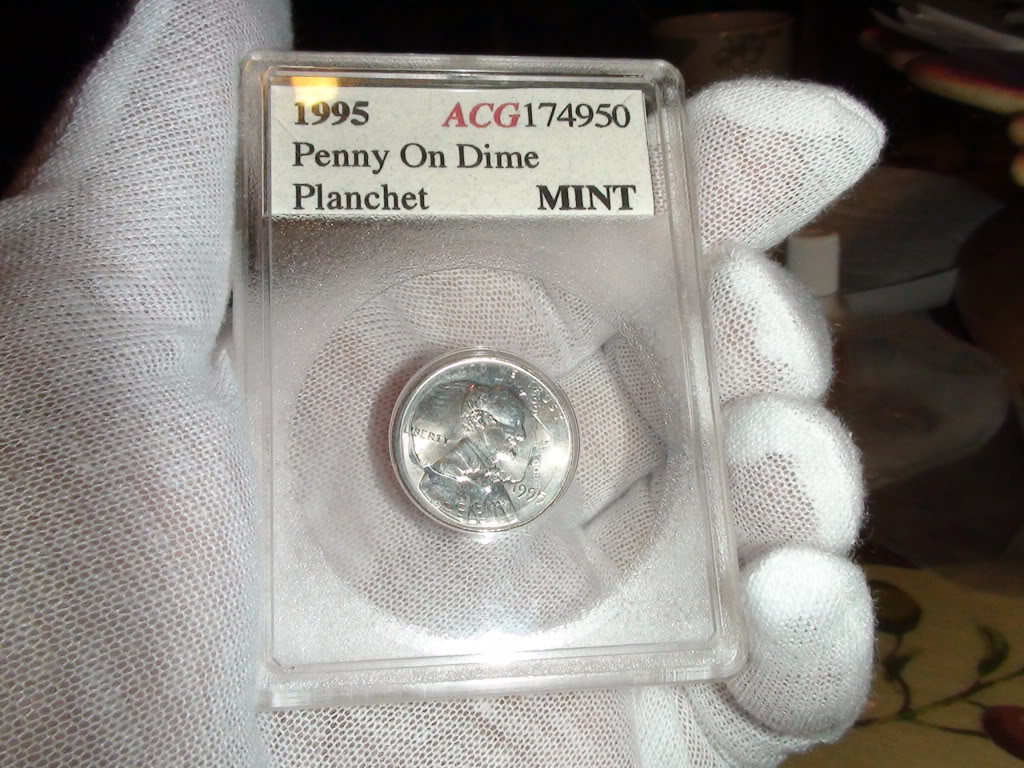 1995 ACG174950
Penny On Dime
Planchet MINT
LIBERTY
1995